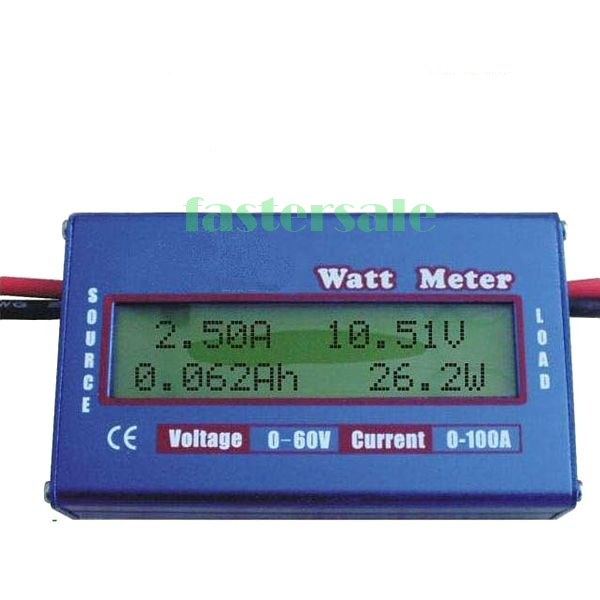 fastersale
Watt Meter
SOURCE
2.50A 10.51V
0.062Ah 26.2W
LOAD
CE Voltage 0-60V Current 0-100A
WG